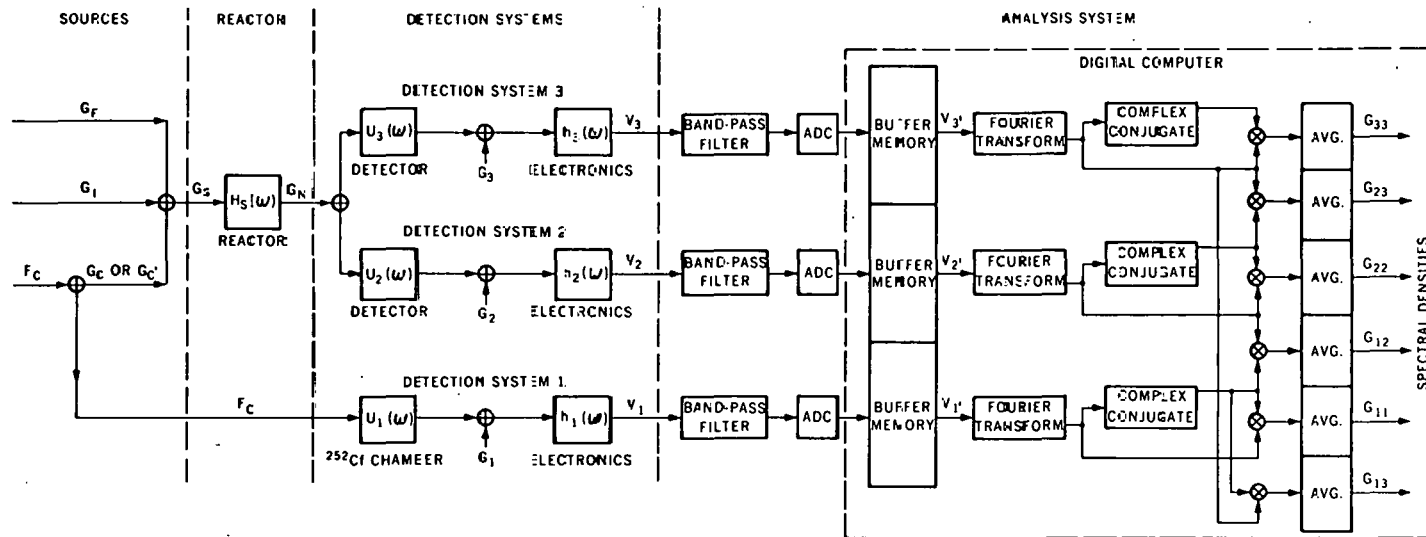 SOURCES
REACTOR
DETECTION SYSTEMS
ANALYSIS SYSTEM
DIGITAL COMPUTER
G_F
G_I
G_S
H_S(ω)
REACTOR
G_N
F_C
G_C OR G_C'
F_C
DETECTION SYSTEM 3
U_3(ω)
DETECTOR
G_3
h_3(ω)
ELECTRONICS
V_3
BAND-PASS
FILTER
ADC
BUFFER
MEMORY
V_3'
FOURIER
TRANSFORM
COMPLEX
CONJUGATE
AVG.
G_33
AVG.
G_23
DETECTION SYSTEM 2
U_2(ω)
DETECTOR
G_2
h_2(ω)
ELECTRONICS
V_2
BAND-PASS
FILTER
ADC
BUFFER
MEMORY
V_2'
FOURIER
TRANSFORM
COMPLEX
CONJUGATE
AVG.
G_22
AVG.
G_12
DETECTION SYSTEM 1.
U_1(ω)
252Cf CHAMEER
G_1
h_1(ω)
ELECTRONICS
V_1
BAND-PASS
FILTER
ADC
BUFFER
MEMORY
V_1'
FOURIER
TRANSFORM
COMPLEX
CONJUGATE
AVG.
G_11
AVG.
G_13
SPECTRAL DENSITIES